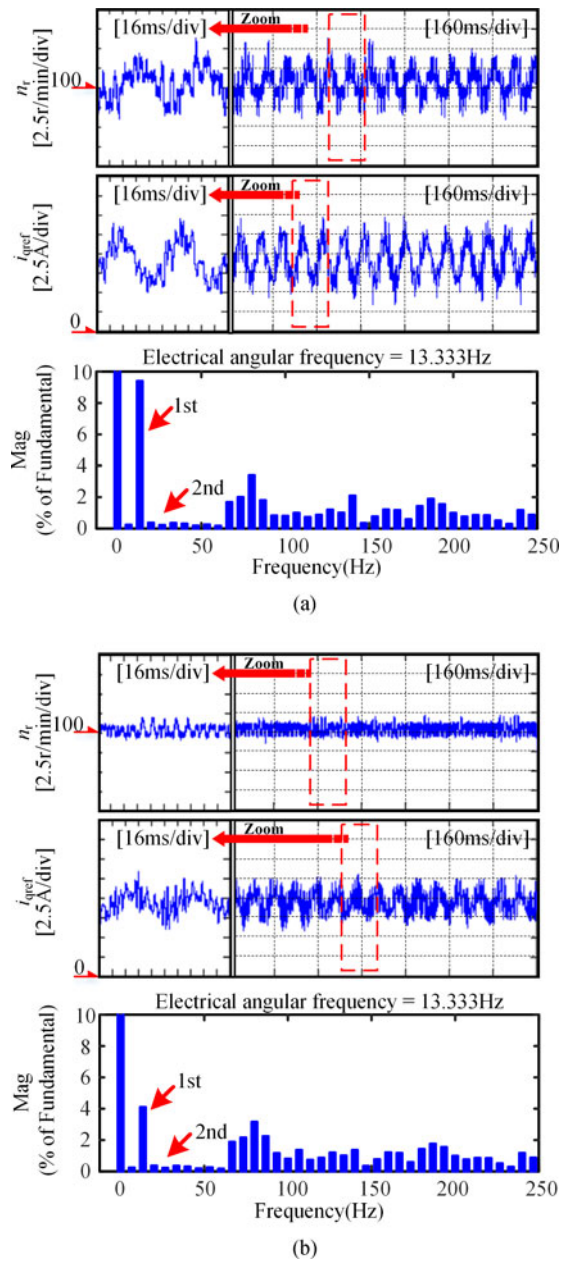 [16ms/div] Zoom [160ms/div]
100
nr
[2.5r/min/div]
[16ms/div] Zoom [160ms/div]
iqref
[2.5A/div]
0
Electrical angular frequency = 13.333Hz
10
8
6
4
2
0
Mag
(% of Fundamental)
1st
2nd
0 50 100 150 200 250
Frequency(Hz)
(a)
[16ms/div] Zoom [160ms/div]
100
nr
[2.5r/min/div]
[16ms/div] Zoom [160ms/div]
iqref
[2.5A/div]
0
Electrical angular frequency = 13.333Hz
10
8
6
4
2
0
Mag
(% of Fundamental)
1st
2nd
0 50 100 150 200 250
Frequency(Hz)
(b)